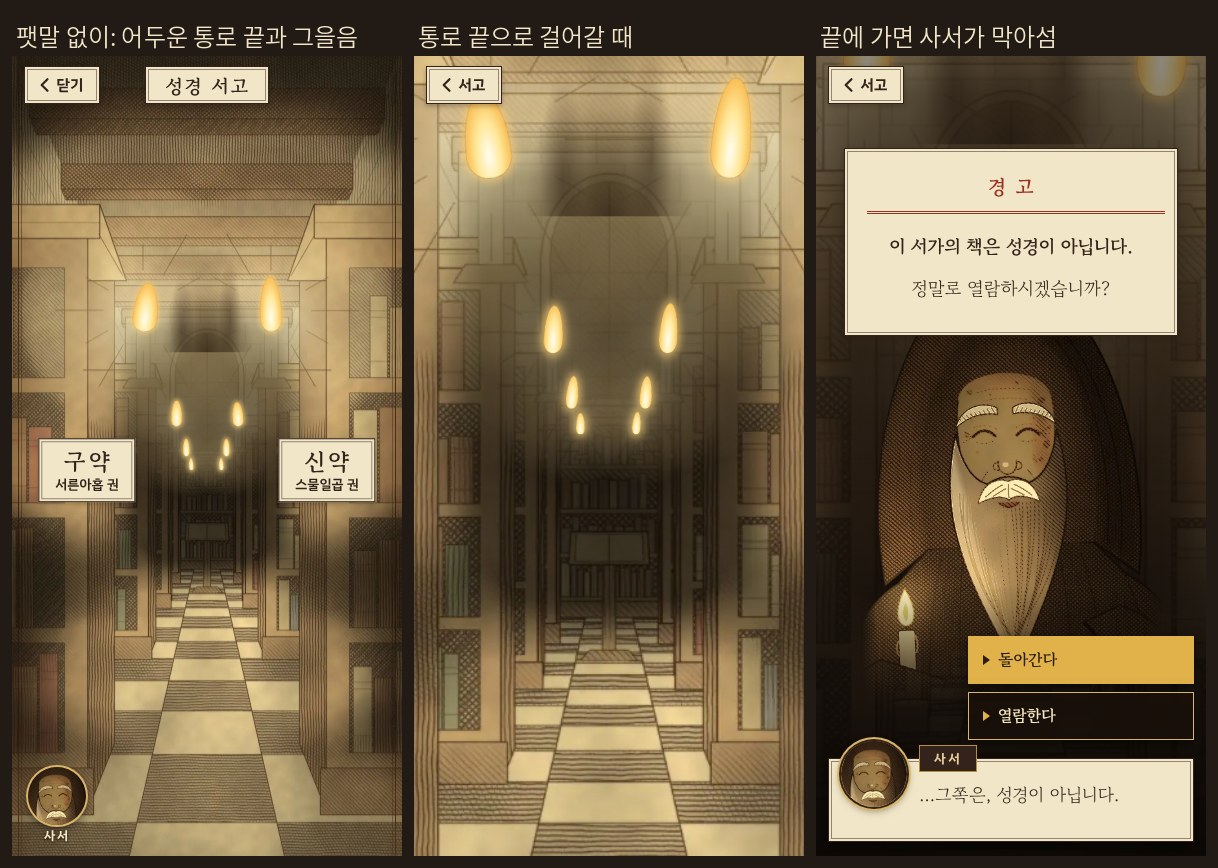 팻말 없이: 어두운 통로 끝과 그을음
통로 끝으로 걸어갈 때
끝에 가면 사서가 막아섬
닫기
성경 서고
구약
서른아홉 권
신약
스물일곱 권
사서
서고
서고
경고
이 서가의 책은 성경이 아닙니다.
정말로 열람하시겠습니까?
돌아간다
열람한다
사서
...그쪽은, 성경이 아닙니다.